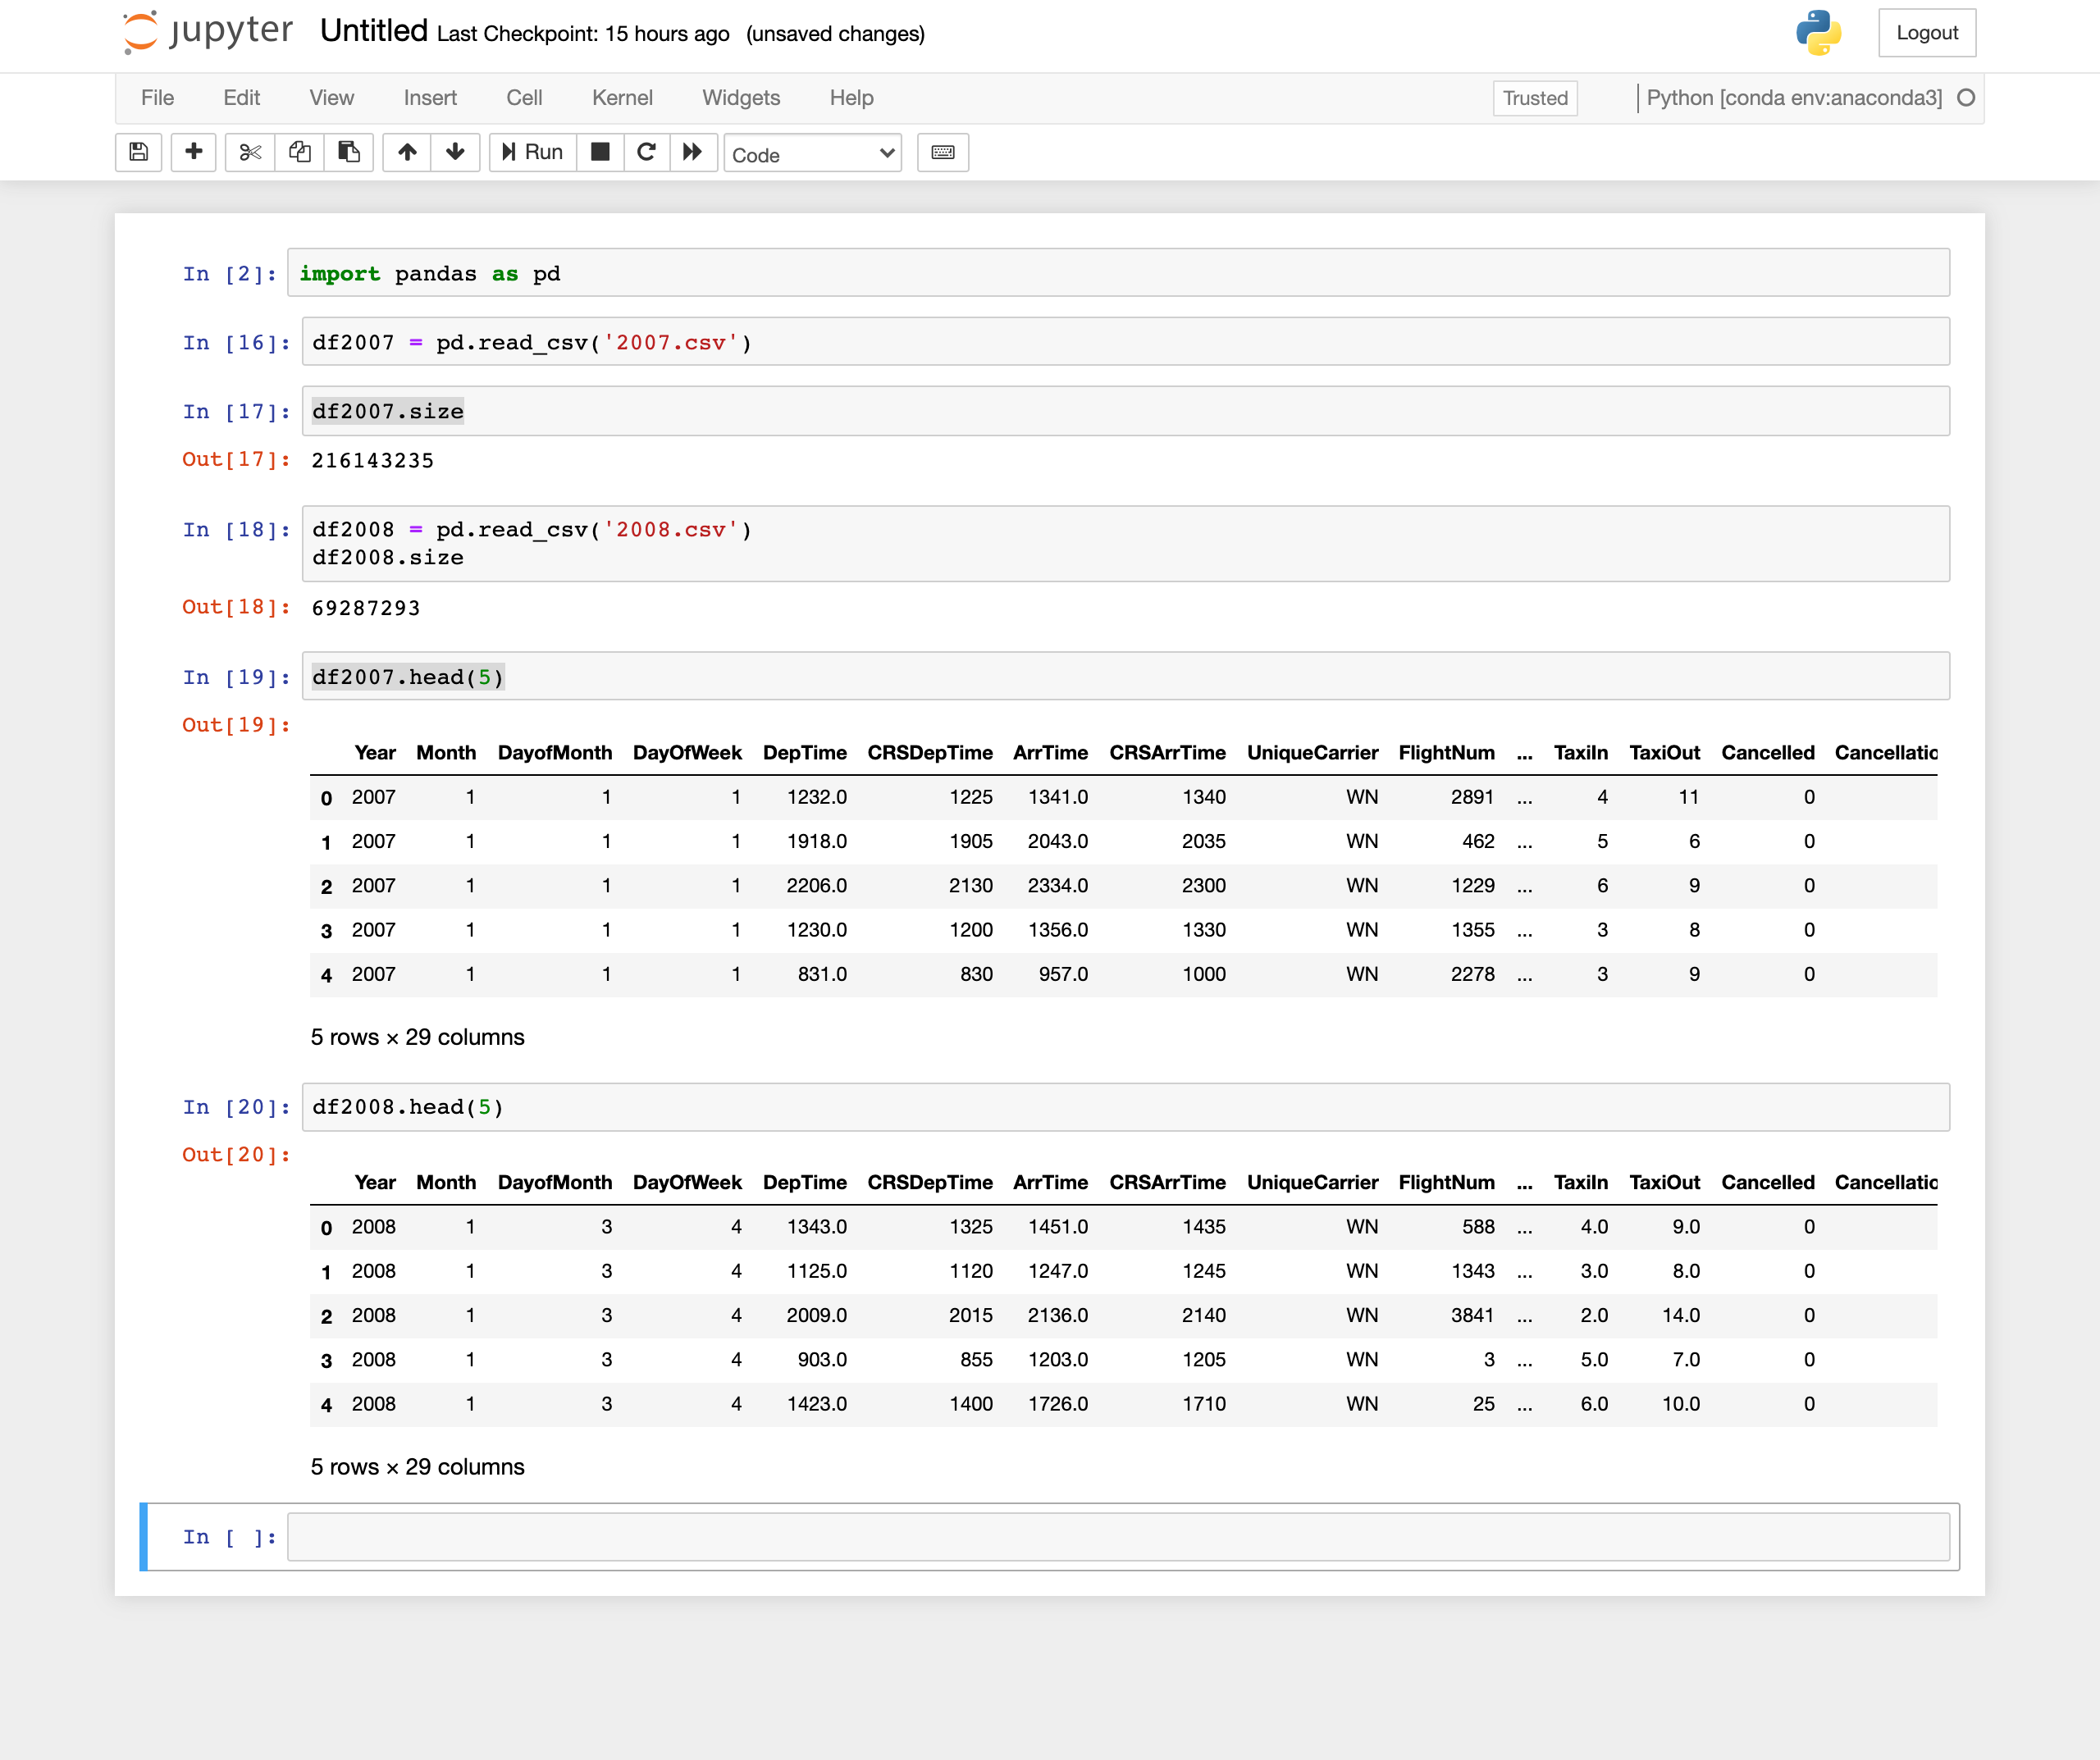 jupyter Untitled Last Checkpoint: 15 hours ago (unsaved changes) Logout
File Edit View Insert Cell Kernel Widgets Help Trusted Python [conda env:anaconda3]
Run Code
In [2]: import pandas as pd
In [16]: df2007 = pd.read_csv('2007.csv')
In [17]: df2007.size
Out[17]: 216143235
In [18]: df2008 = pd.read_csv('2008.csv')
df2008.size
Out[18]: 69287293
In [19]: df2007.head(5)
Out[19]:
Year Month DayofMonth DayOfWeek DepTime CRSDepTime ArrTime CRSArrTime UniqueCarrier FlightNum ... TaxiIn TaxiOut Cancelled Cancellatio
0 2007 1 1 1 1232.0 1225 1341.0 1340 WN 2891 ... 4 11 0
1 2007 1 1 1 1918.0 1905 2043.0 2035 WN 462 ... 5 6 0
2 2007 1 1 1 2206.0 2130 2334.0 2300 WN 1229 ... 6 9 0
3 2007 1 1 1 1230.0 1200 1356.0 1330 WN 1355 ... 3 8 0
4 2007 1 1 1 831.0 830 957.0 1000 WN 2278 ... 3 9 0
5 rows × 29 columns
In [20]: df2008.head(5)
Out[20]:
Year Month DayofMonth DayOfWeek DepTime CRSDepTime ArrTime CRSArrTime UniqueCarrier FlightNum ... TaxiIn TaxiOut Cancelled Cancellatio
0 2008 1 3 4 1343.0 1325 1451.0 1435 WN 588 ... 4.0 9.0 0
1 2008 1 3 4 1125.0 1120 1247.0 1245 WN 1343 ... 3.0 8.0 0
2 2008 1 3 4 2009.0 2015 2136.0 2140 WN 3841 ... 2.0 14.0 0
3 2008 1 3 4 903.0 855 1203.0 1205 WN 3 ... 5.0 7.0 0
4 2008 1 3 4 1423.0 1400 1726.0 1710 WN 25 ... 6.0 10.0 0
5 rows × 29 columns
In [ ]: